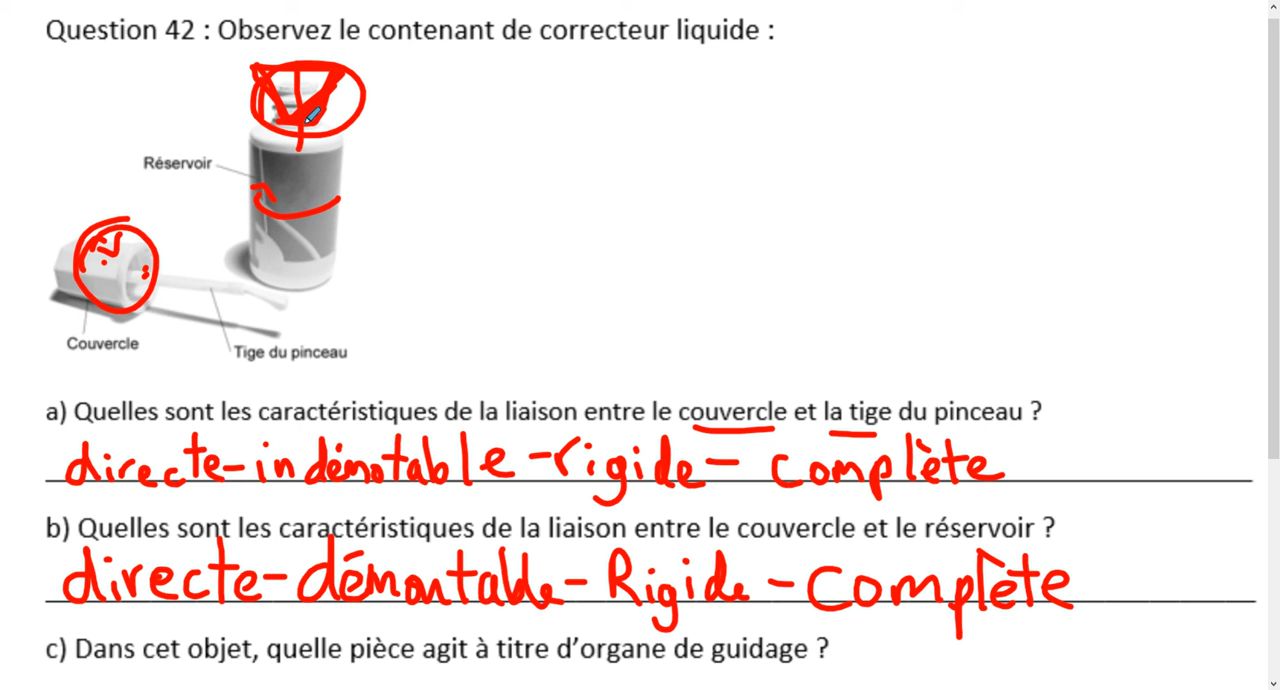 Question 42 : Observez le contenant de correcteur liquide :
Réservoir
Couvercle
Tige du pinceau
a) Quelles sont les caractéristiques de la liaison entre le couvercle et la tige du pinceau ?
directe-indémotable-rigide- complète
b) Quelles sont les caractéristiques de la liaison entre le couvercle et le réservoir ?
directe-démontable-Rigide-complète
c) Dans cet objet, quelle pièce agit à titre d'organe de guidage ?